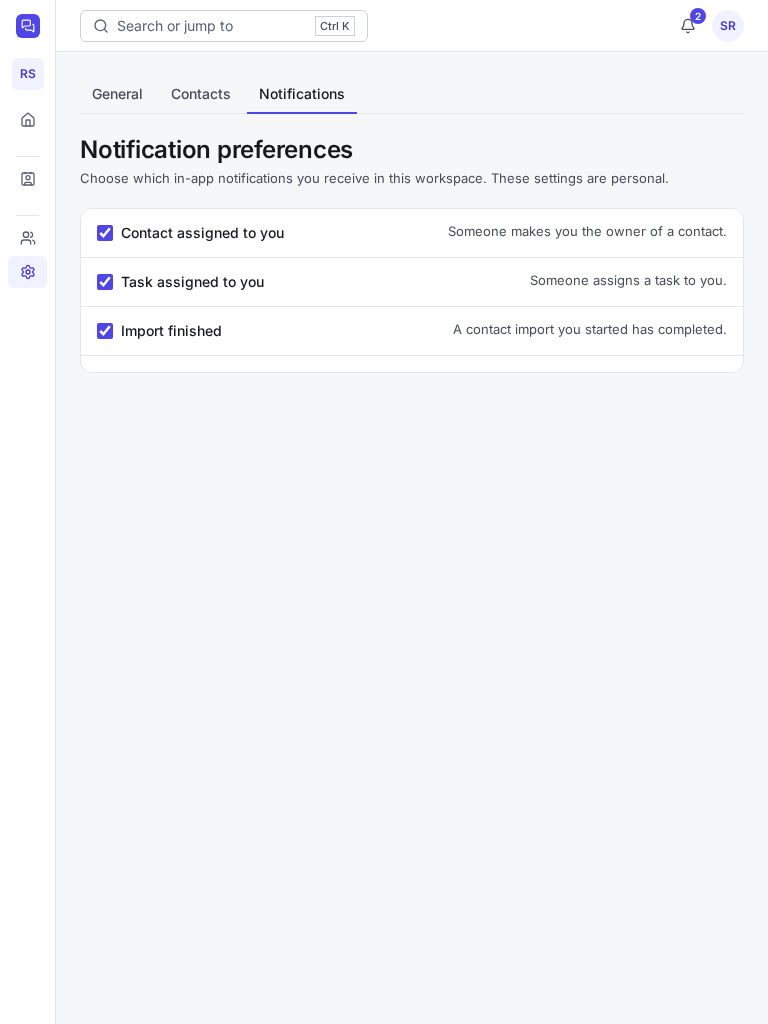 Search or jump to
Ctrl K
2
SR
RS
General
Contacts
Notifications
Notification preferences
Choose which in-app notifications you receive in this workspace. These settings are personal.
Contact assigned to you
Someone makes you the owner of a contact.
Task assigned to you
Someone assigns a task to you.
Import finished
A contact import you started has completed.